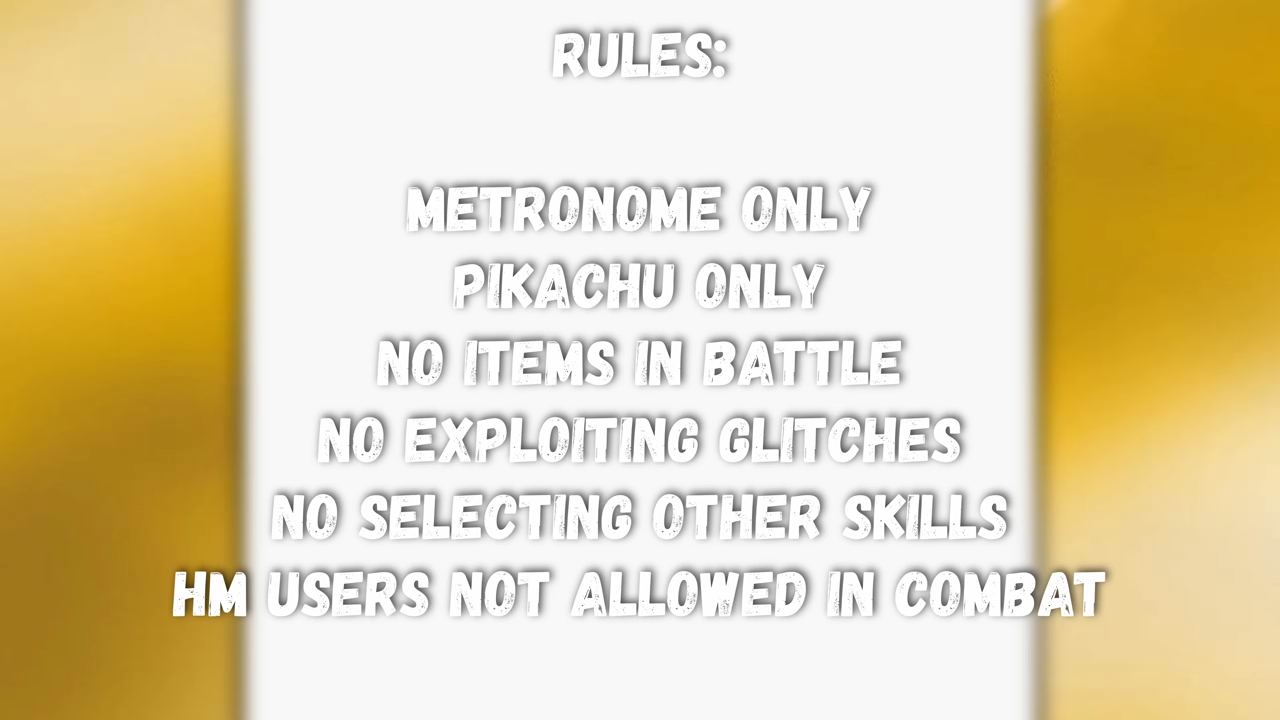 RULES:
METRONOME ONLY
PIKACHU ONLY
NO ITEMS IN BATTLE
NO EXPLOITING GLITCHES
NO SELECTING OTHER SKILLS
HM USERS NOT ALLOWED IN COMBAT